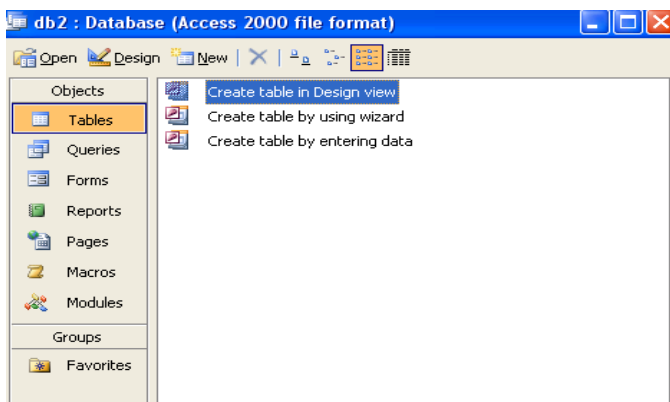 db2 : Database (Access 2000 file format)
Open Design New
Objects
Tables
Queries
Forms
Reports
Pages
Macros
Modules
Groups
Favorites
Create table in Design view
Create table by using wizard
Create table by entering data